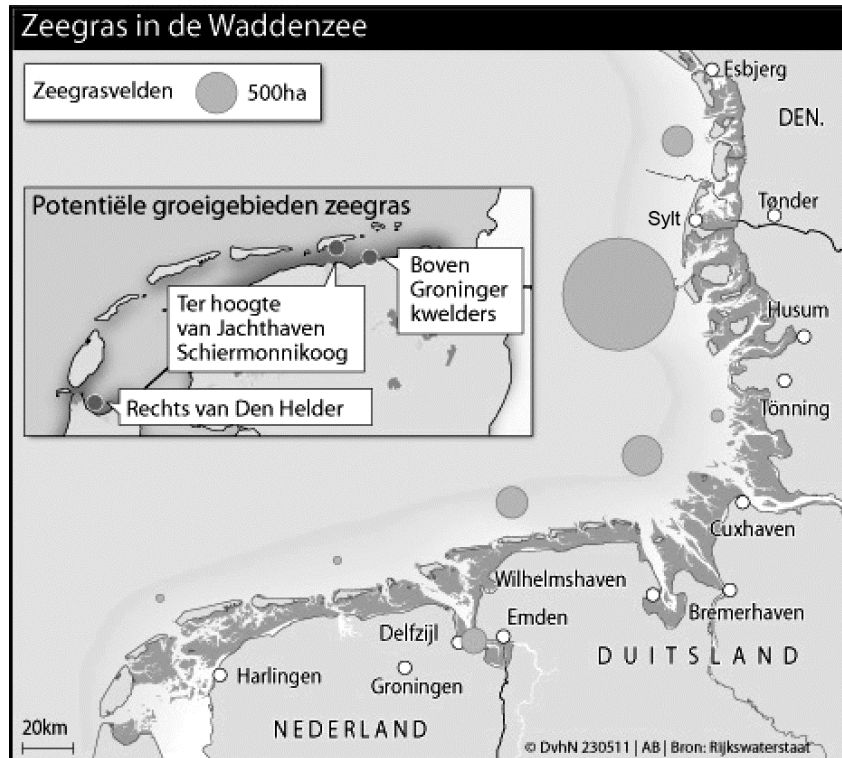 Zeegras in de Waddenzee
Zeegrasvelden 500ha
Potentiële groeigebieden zeegras
Boven
Groninger
kwelders
Ter hoogte
van Jachthaven
Schiermonnikoog
Rechts van Den Helder
Esbjerg
DEN.
Sylt
Tønder
Husum
Tönning
Cuxhaven
Wilhelmshaven
Bremerhaven
Delfzijl
Emden
DUITSLAND
Harlingen
Groningen
20km
NEDERLAND
© DvhN 230511 | AB | Bron: Rijkswaterstaat